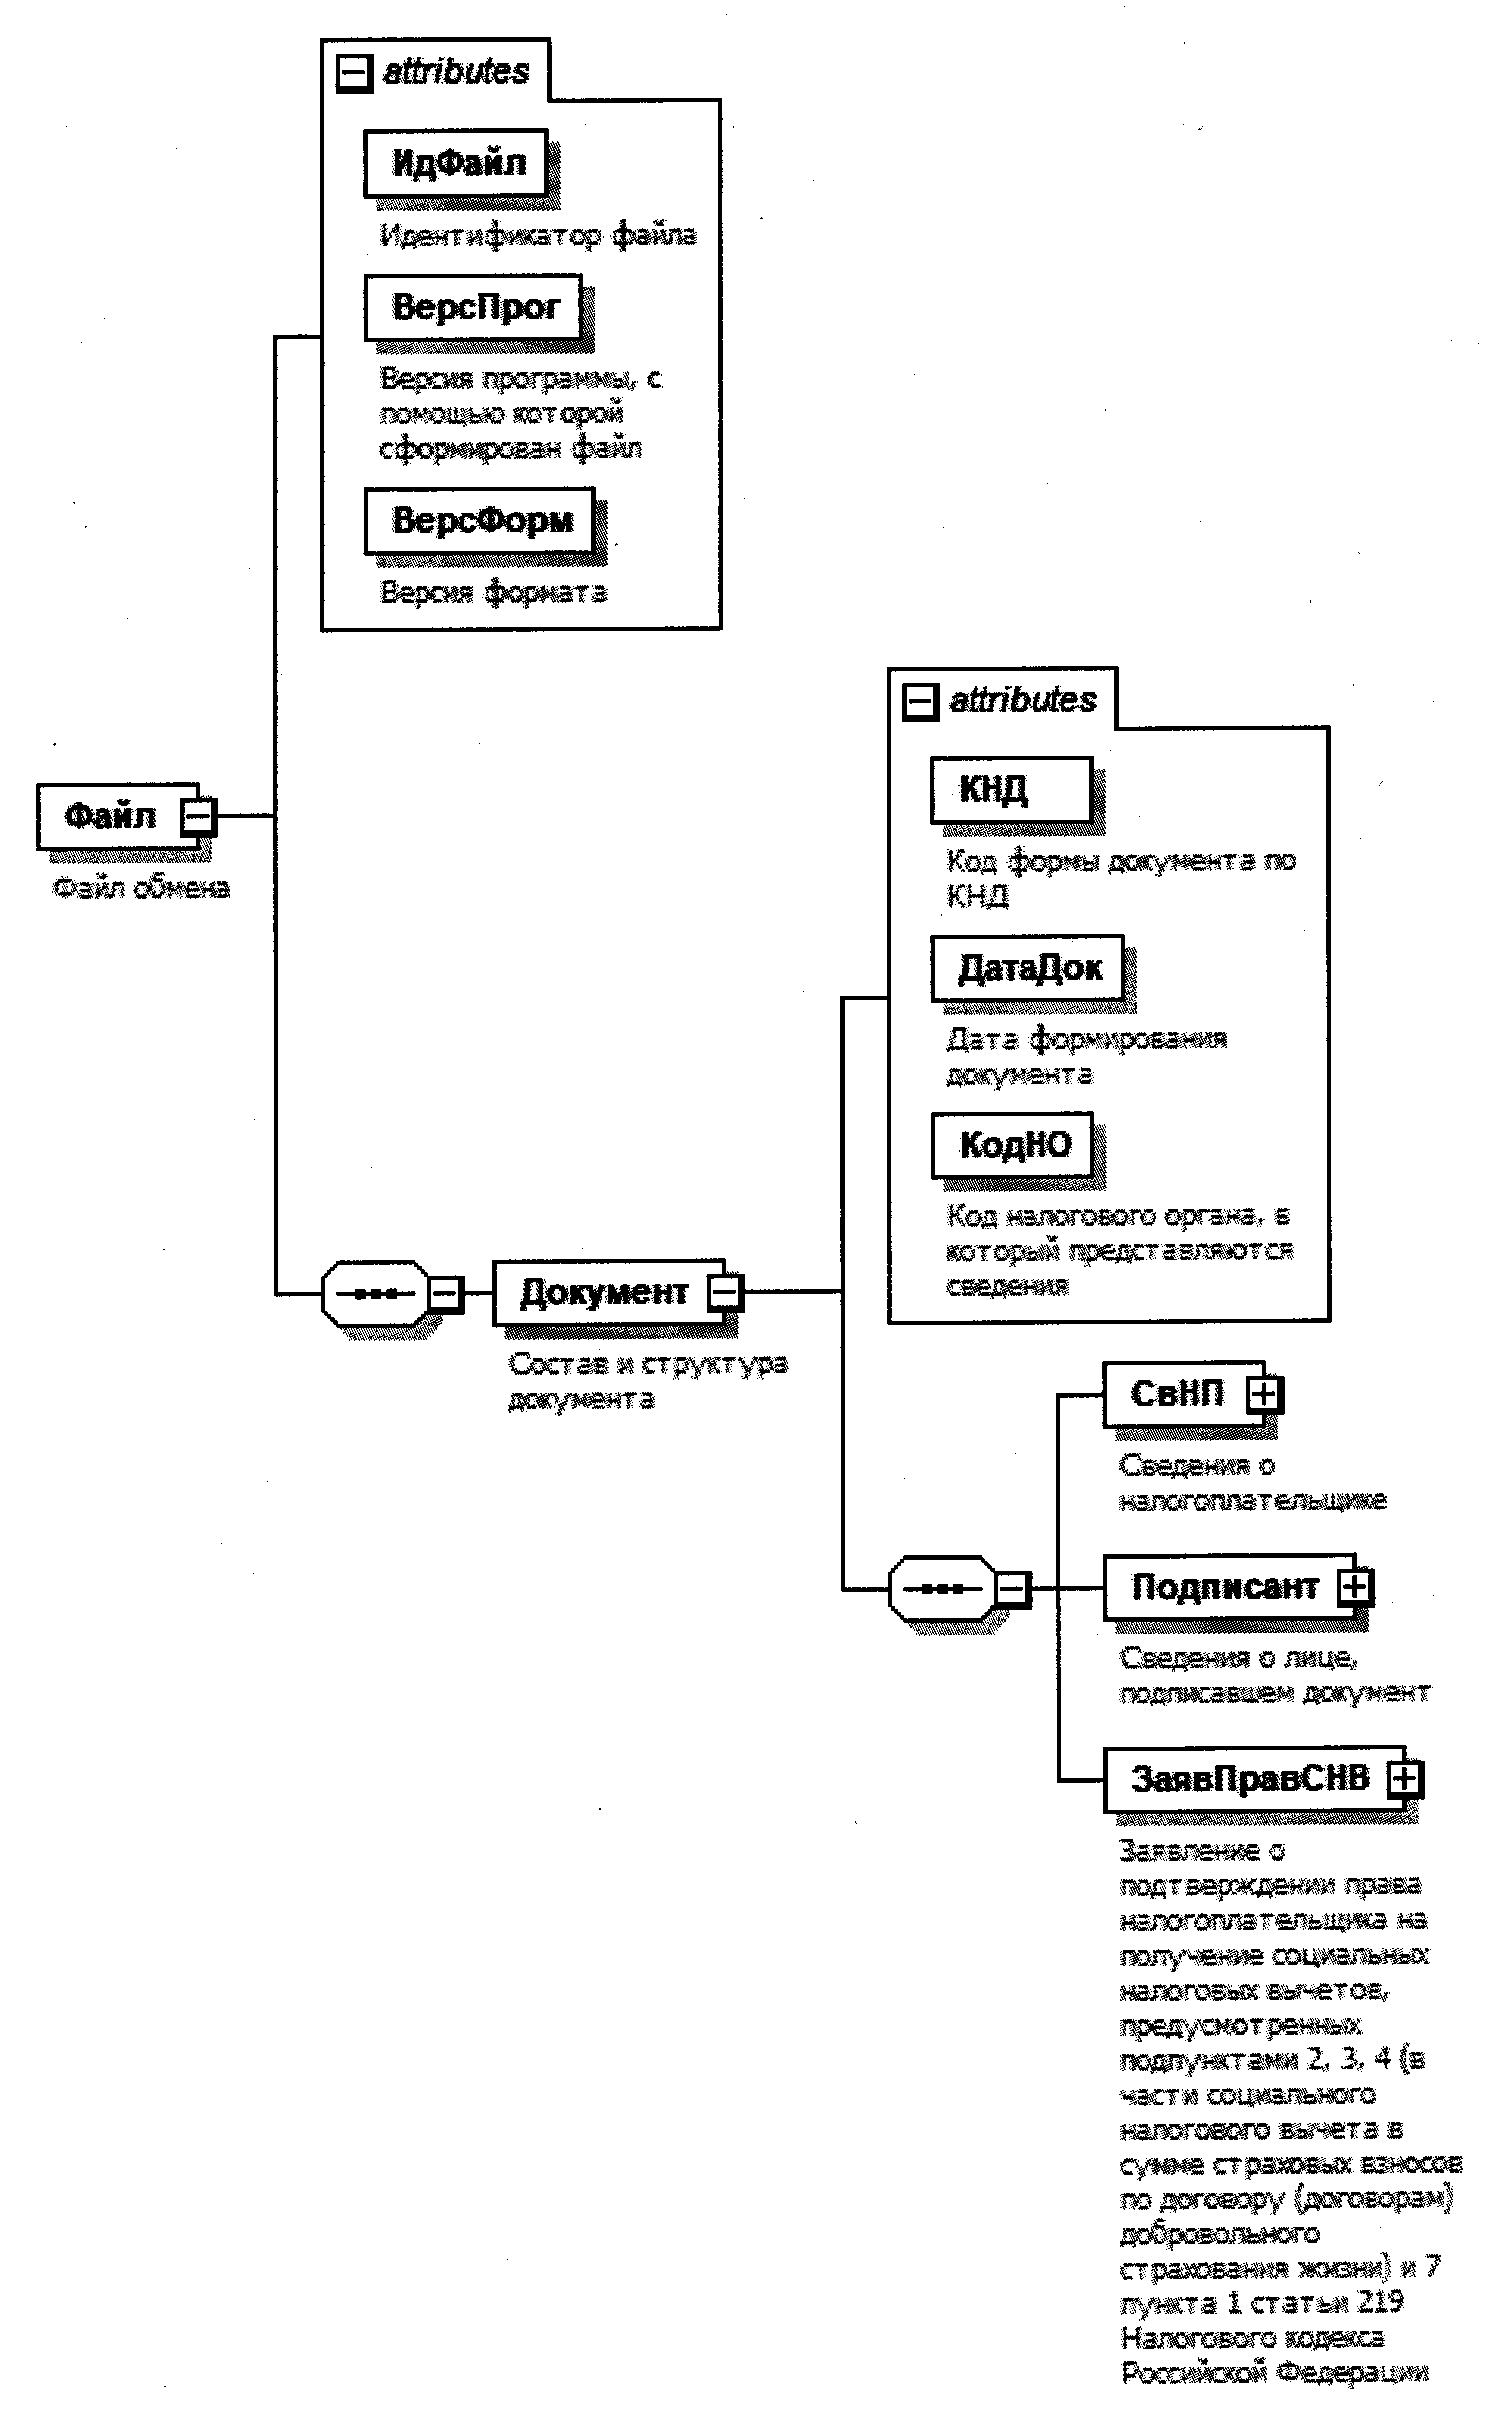 attributes
ИдФайл
Идентификатор файла
ВерсПрог
Версия программы, с
помощью которой
сформирован файл
ВерсФорм
Версия формата
Файл
Файл обмена
Документ
Состав и структура
документа
attributes
КНД
Код формы документа по
КНД
ДатаДок
Дата формирования
документа
КодНО
Код налогового органа, в
который представляются
сведения
СвНП
Сведения о
налогоплательщике
Подписант
Сведения о лице,
подписавшем документ
ЗаявПравСНВ
Заявление о
подтверждении права
налогоплательщика на
получение социальных
налоговых вычетов,
предусмотренных
подпунктами 2, 3, 4 (в
части социального
налогового вычета в
сумме страховых взносов
по договору (договорам)
добровольного
страхования жизни) и 7
пункта 1 статьи 219
Налогового кодекса
Российской Федерации